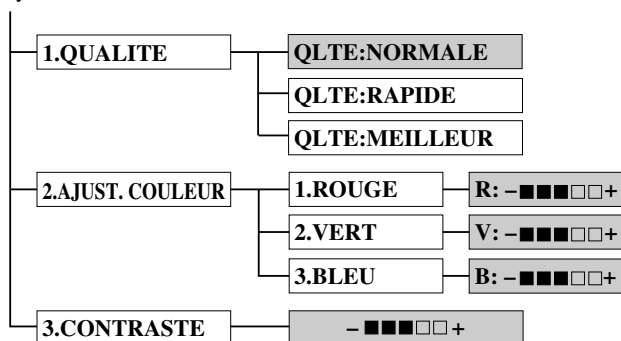 1.QUALITE QLTE:NORMALE
QLTE:RAPIDE
QLTE:MEILLEUR
2.AJUST. COULEUR 1.ROUGE R: -■■■□□+
2.VERT V: -■■■□□+
3.BLEU B: -■■■□□+
3.CONTRASTE -■■■□□+